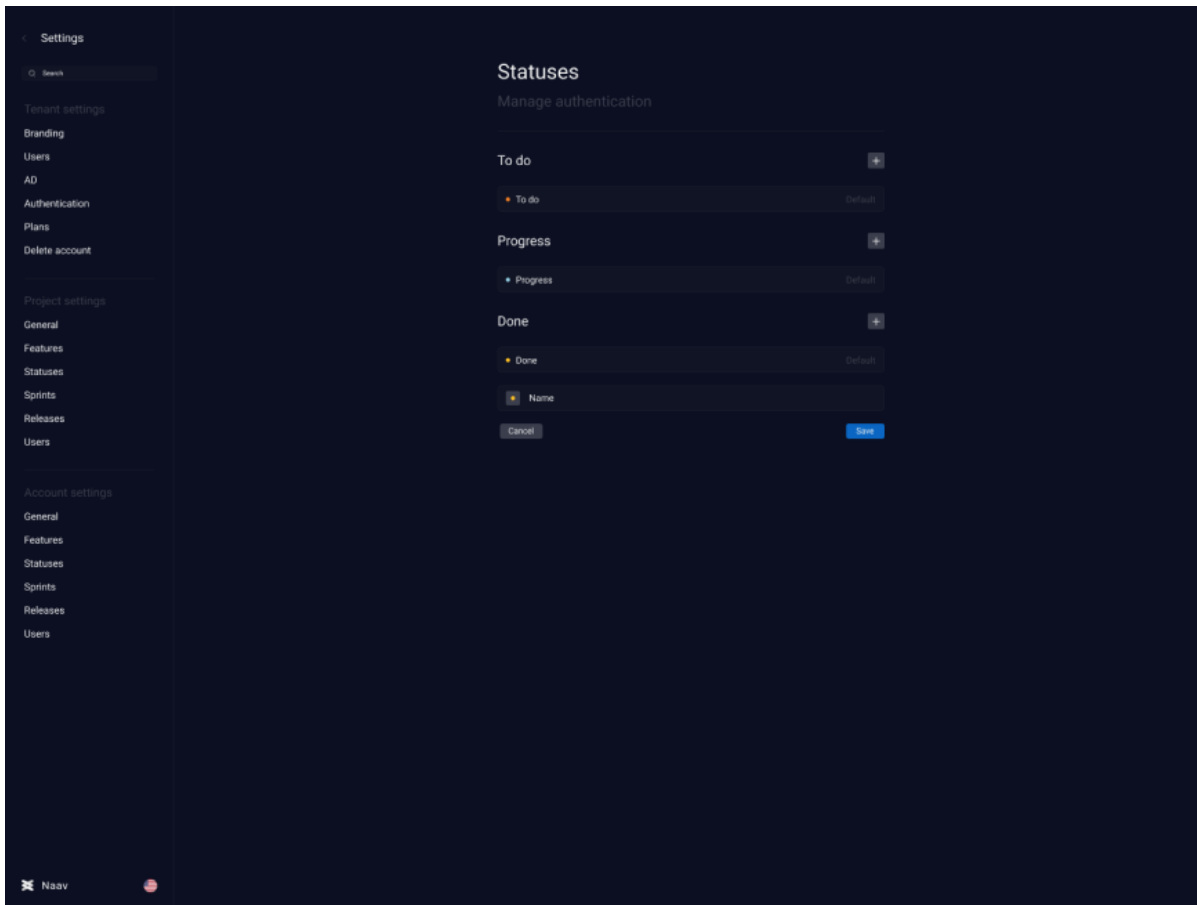 Settings
Search
Tenant settings
Branding
Users
AD
Authentication
Plans
Delete account
Project settings
General
Features
Statuses
Sprints
Releases
Users
Account settings
General
Features
Statuses
Sprints
Releases
Users
Naav
Statuses
Manage authentication
To do
To do Default
Progress
Progress Default
Done
Done Default
Name
Cancel Save